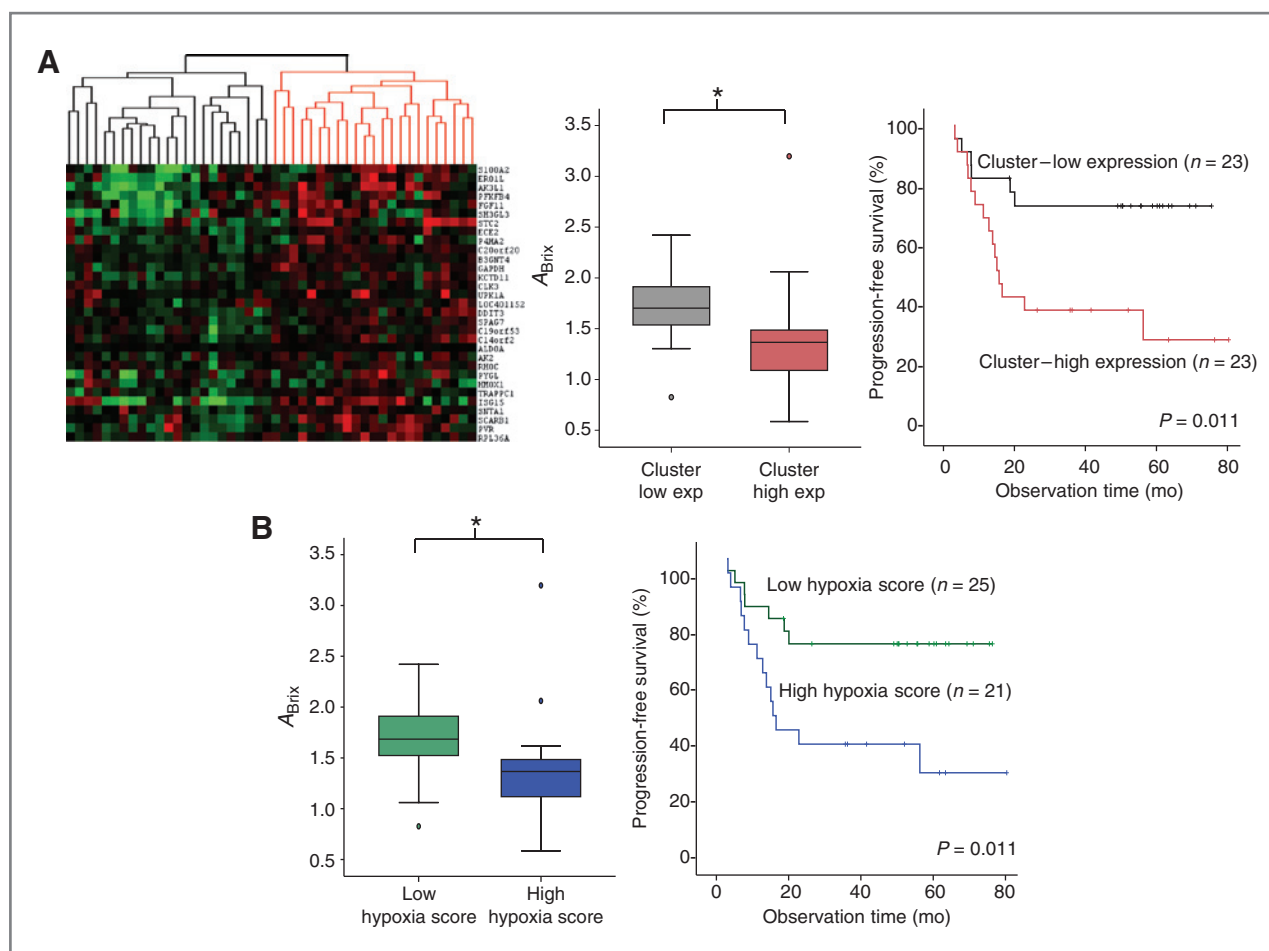 A
S100A2
ERO1L
AK3L1
PFKFB4
FGF11
SH3GL3
STC2
ECE2
P4HA2
C20orf20
B3GNT4
GAPDH
KCTD11
CLK3
UPK1A
LOC401152
DDIT3
SPAG7
C19orf53
C14orf2
ALDOA
AK2
RHOC
PYGL
HMOX1
TRAPPC1
ISG15
SNTA1
SCARB1
PVR
RPL36A
*
3.5
3.0
2.5
2.0
1.5
1.0
0.5
ABrix
Cluster
low exp
Cluster
high exp
100
80
60
40
20
0
Progression-free survival (%)
Cluster–low expression (n = 23)
Cluster–high expression (n = 23)
P = 0.011
0 20 40 60 80
Observation time (mo)
B
*
3.5
3.0
2.5
2.0
1.5
1.0
0.5
ABrix
Low
hypoxia score
High
hypoxia score
100
80
60
40
20
0
Progression-free survival (%)
Low hypoxia score (n = 25)
High hypoxia score (n = 21)
P = 0.011
0 20 40 60 80
Observation time (mo)